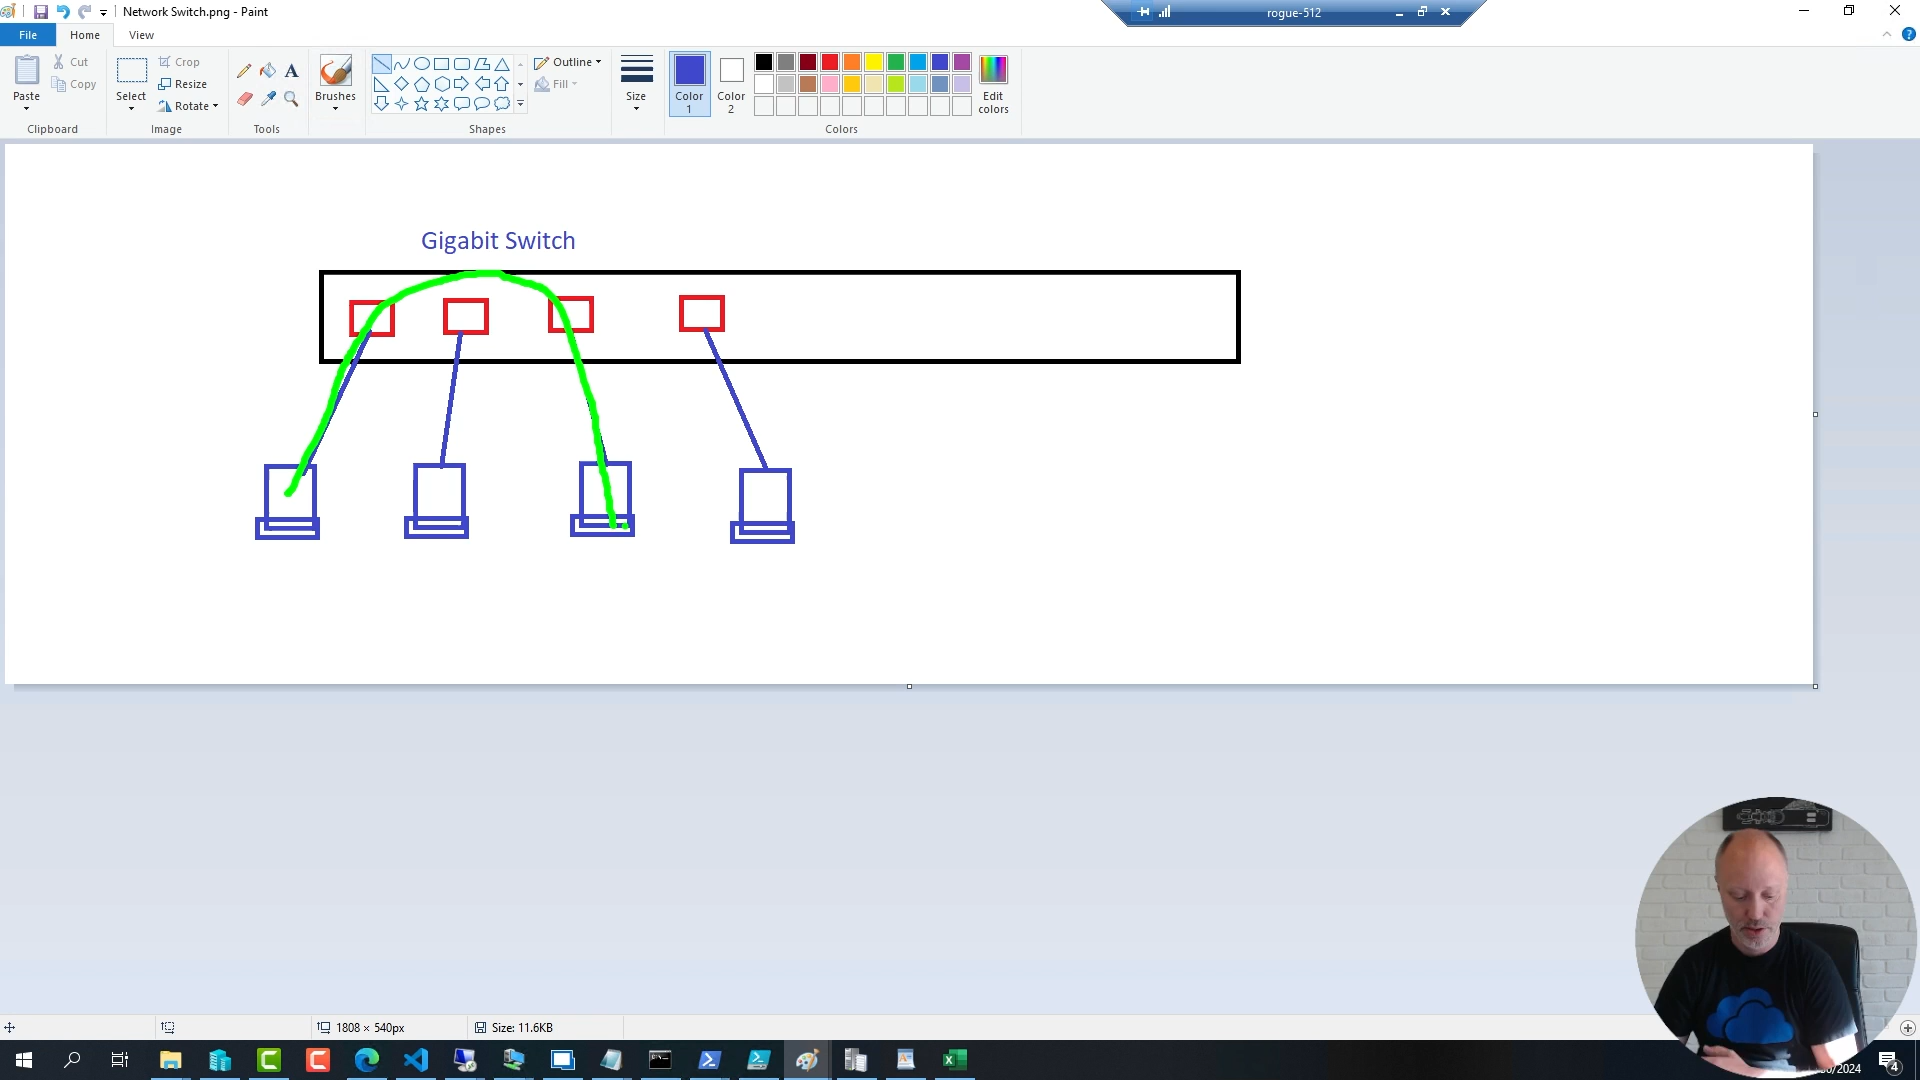 Network Switch.png - Paint
rogue-512
File
Home
View
Paste
Cut
Copy
Clipboard
Select
Crop
Resize
Rotate
Image
Tools
Brushes
Shapes
Outline
Fill
Size
Color
1
Color
2
Edit
colors
Colors
Gigabit Switch
1808 × 540px
Size: 11.6KB
/2024
4